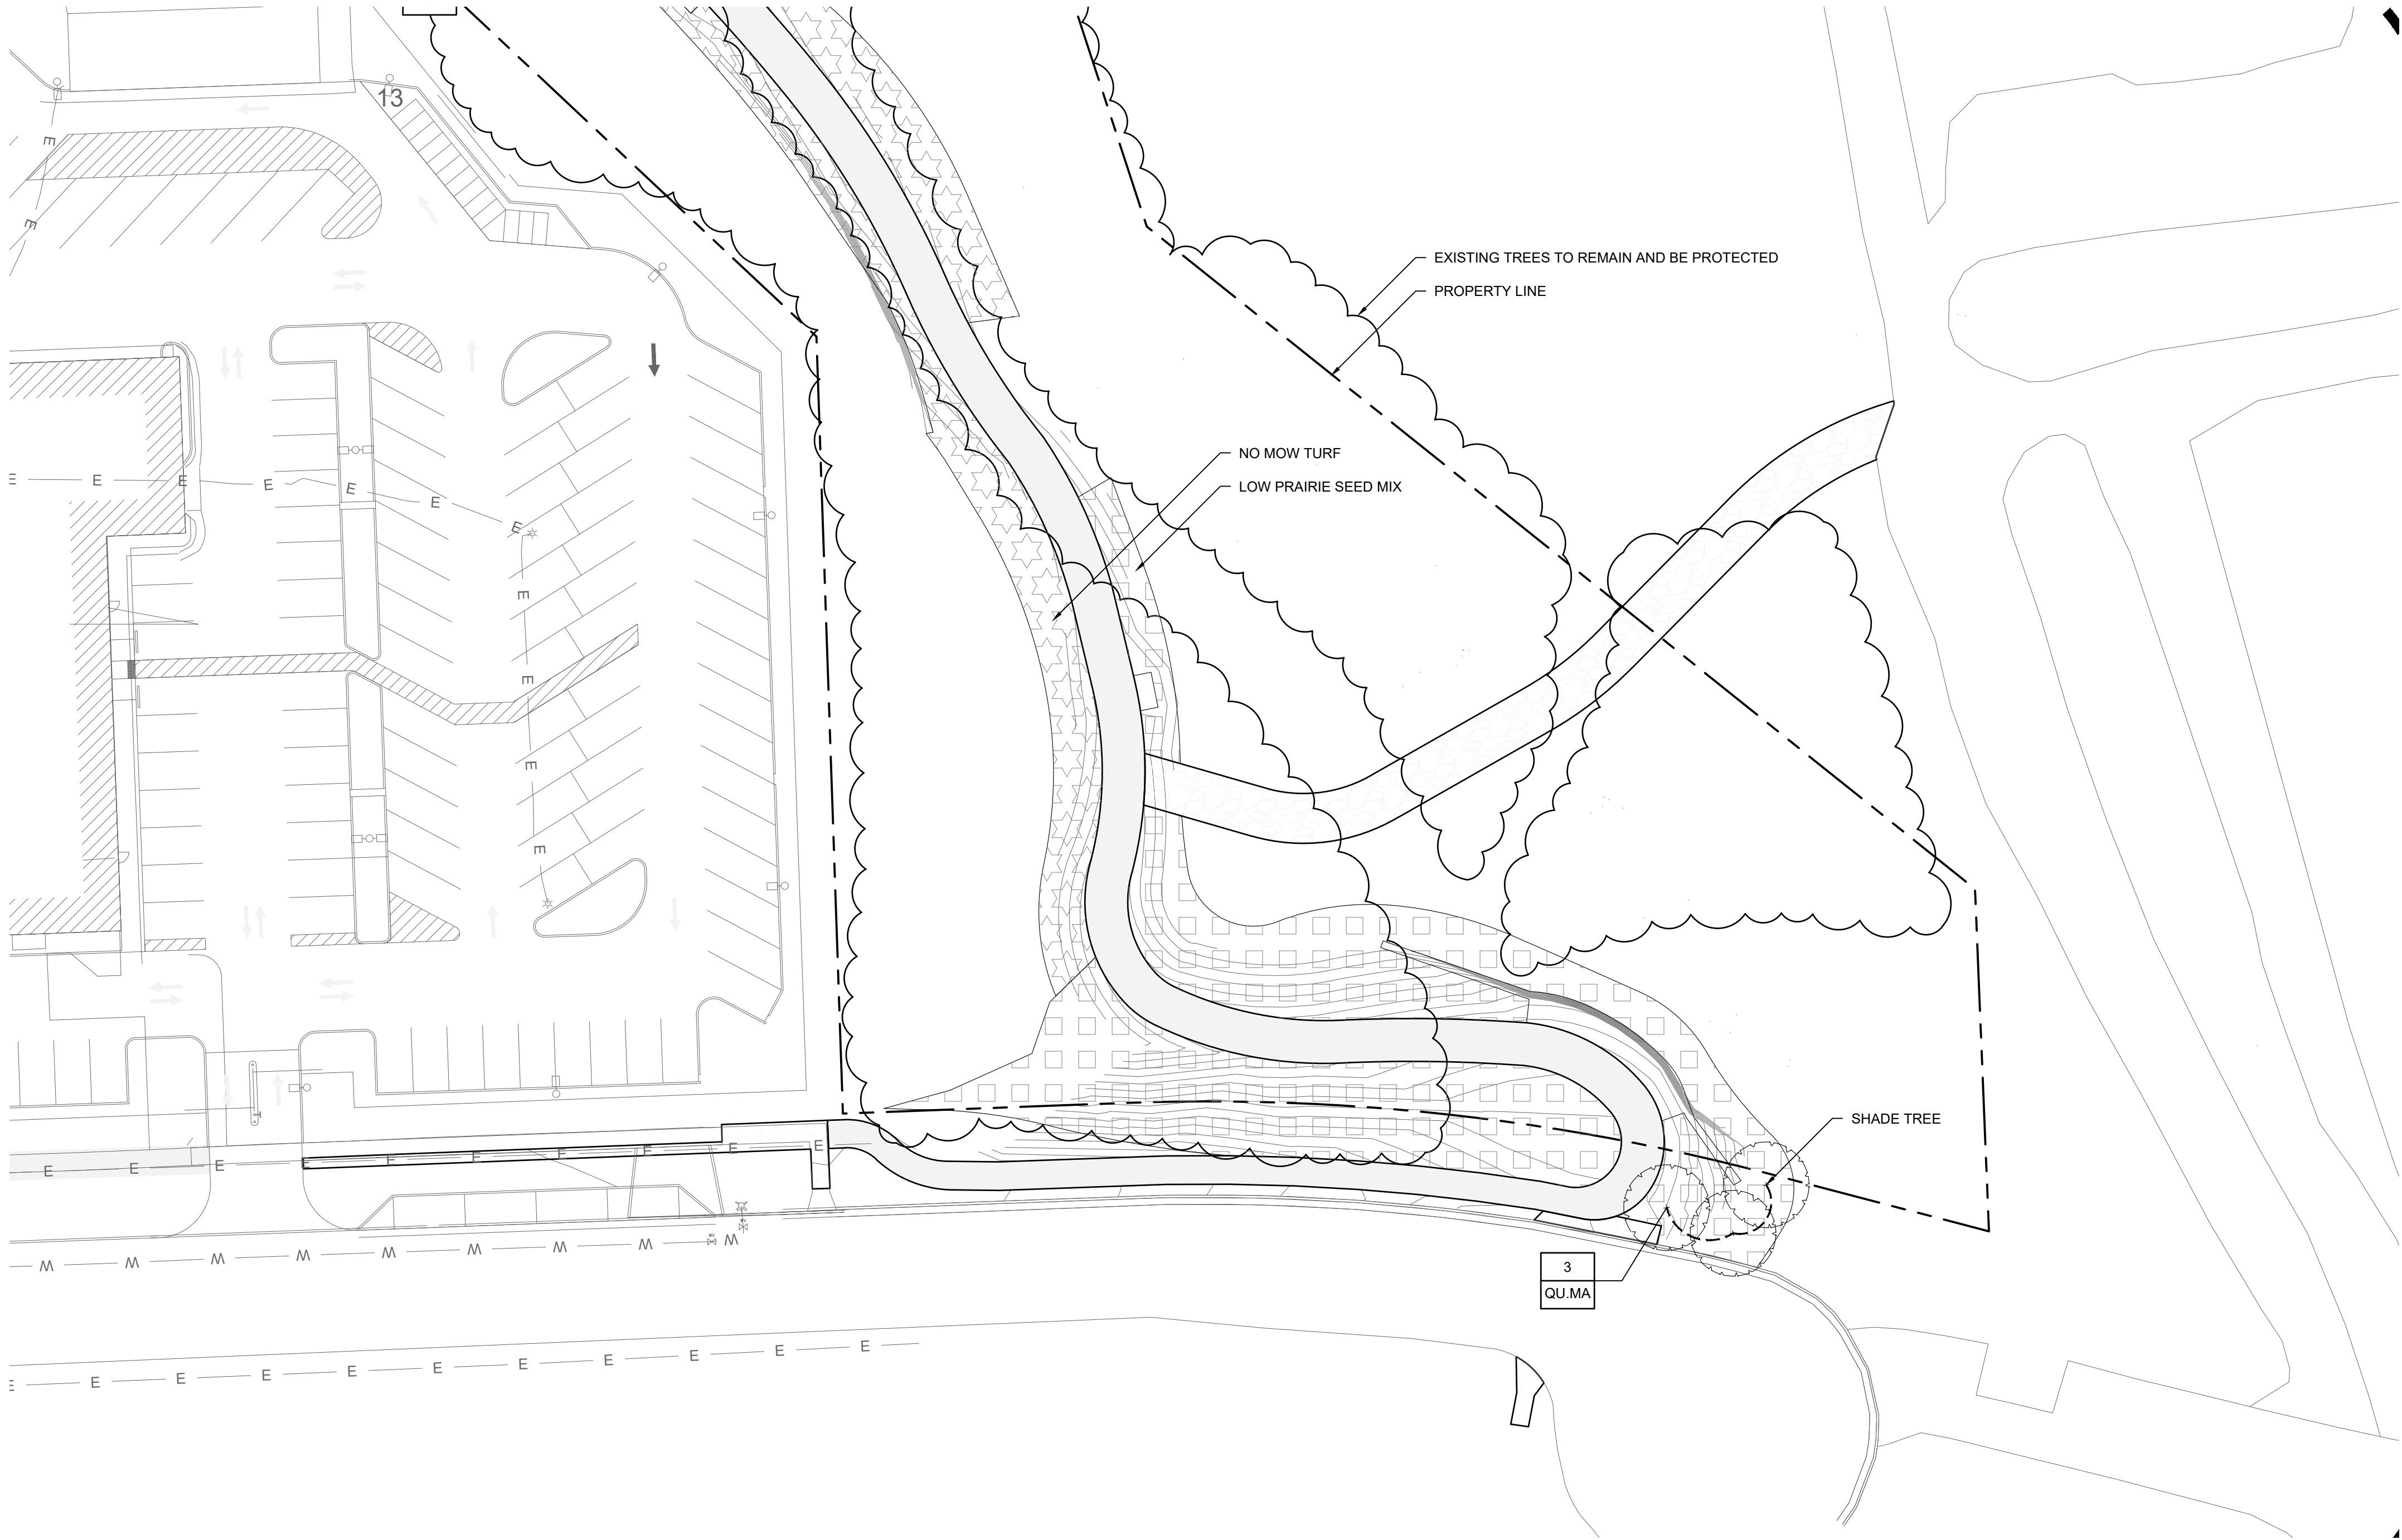 13
EXISTING TREES TO REMAIN AND BE PROTECTED
PROPERTY LINE
NO MOW TURF
LOW PRAIRIE SEED MIX
E
E
E E E E E E E
E
E
E
E
SHADE TREE
E E E E E E E E E E
W W W W W W W W W
3
QU.MA
E E E E E E E E E E E